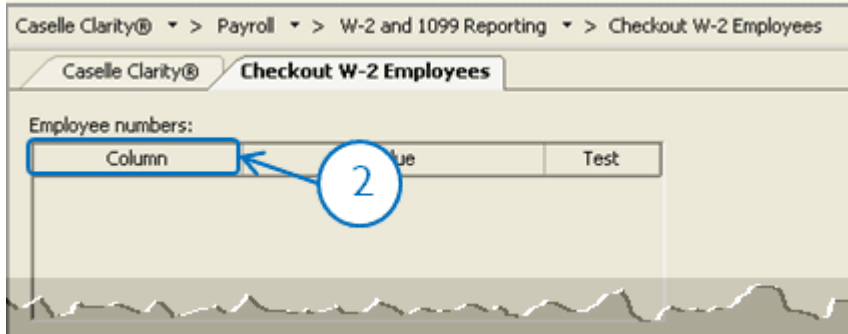 Caselle Clarity® > Payroll > W-2 and 1099 Reporting > Checkout W-2 Employees
Caselle Clarity® Checkout W-2 Employees
Employee numbers:
Column Test
2